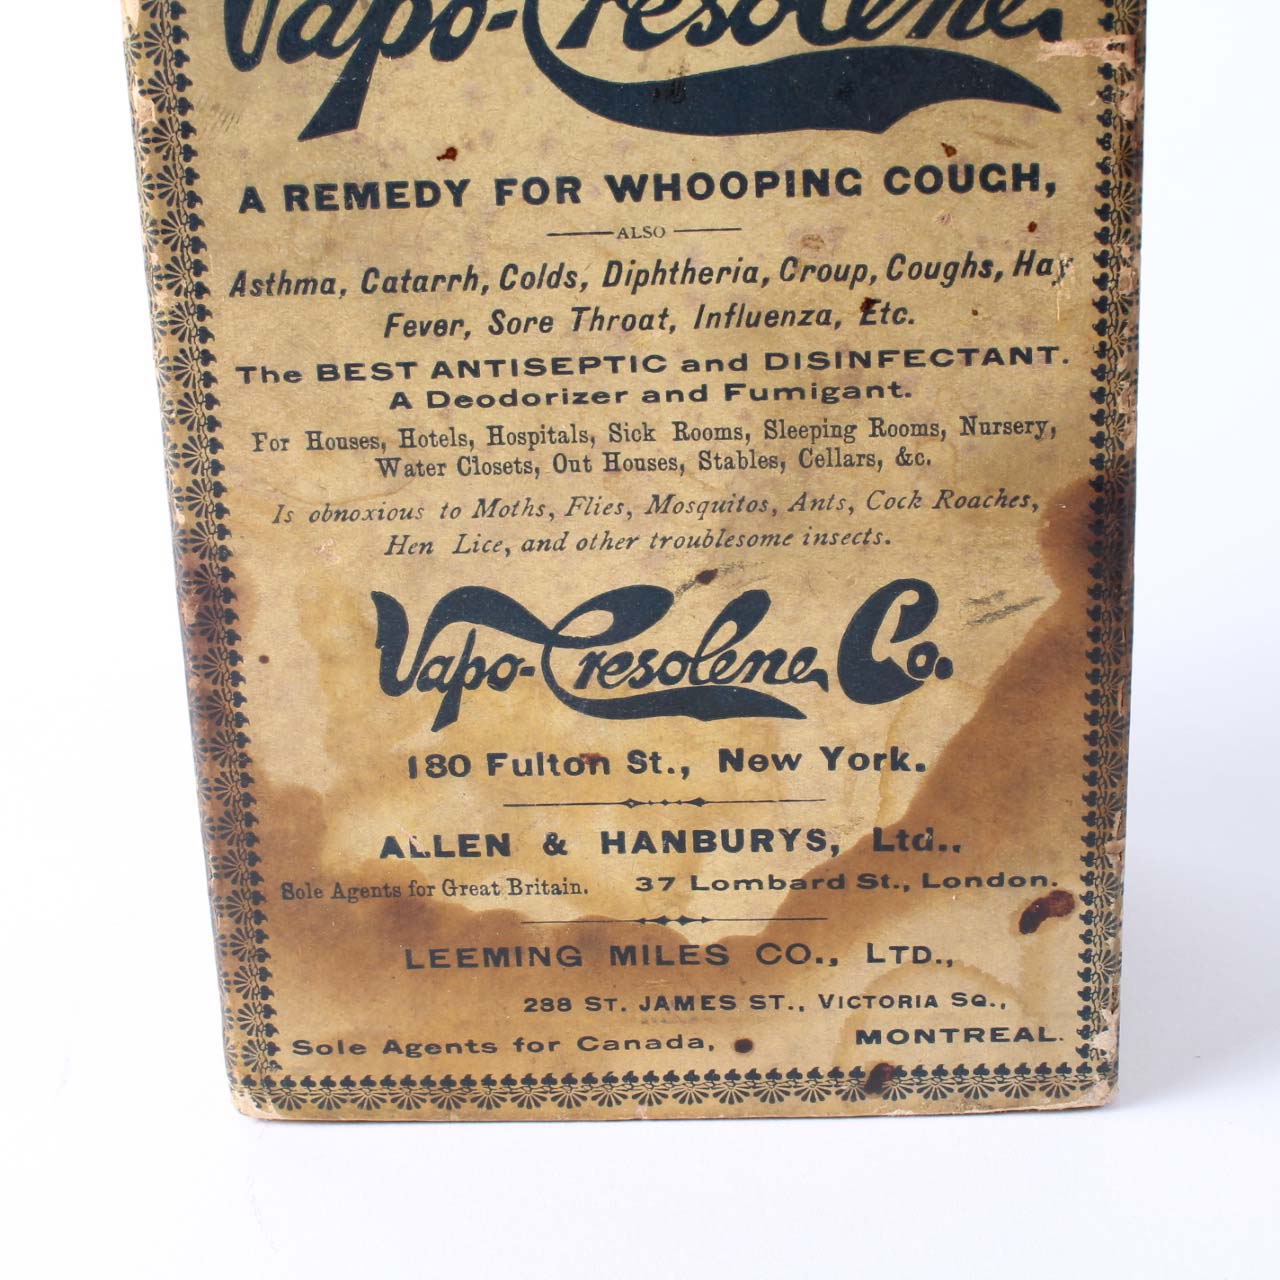 Vapo-Cresolene.
A REMEDY FOR WHOOPING COUGH,
ALSO
Asthma, Catarrh, Colds, Diphtheria, Croup, Coughs, Hay
Fever, Sore Throat, Influenza, Etc.
The BEST ANTISEPTIC and DISINFECTANT.
A Deodorizer and Fumigant.
For Houses, Hotels, Hospitals, Sick Rooms, Sleeping Rooms, Nursery,
Water Closets, Out Houses, Stables, Cellars, &c.
Is obnoxious to Moths, Flies, Mosquitos, Ants, Cock Roaches,
Hen Lice, and other troublesome insects.
Vapo-Cresolene Co.
180 Fulton St., New York.
ALLEN & HANBURYS, Ltd.,
Sole Agents for Great Britain. 37 Lombard St., London.
LEEMING MILES CO., LTD.,
288 ST. JAMES ST., VICTORIA SQ.,
Sole Agents for Canada, MONTREAL.